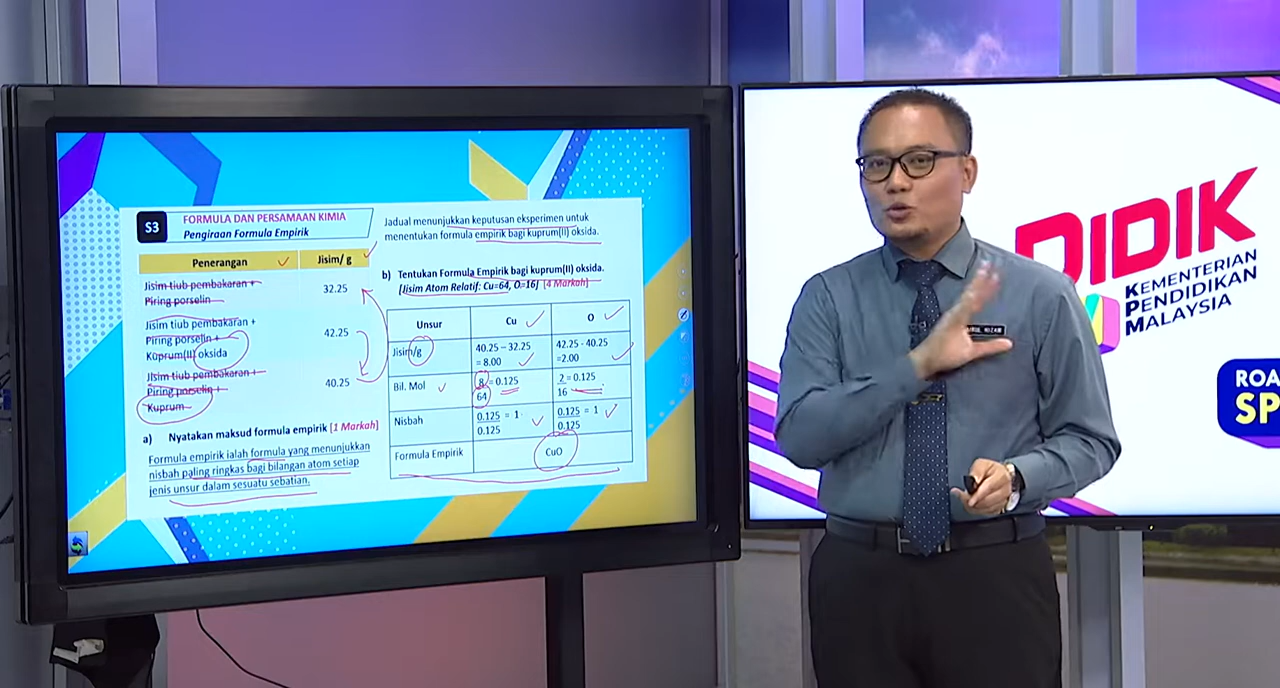 S3
FORMULA DAN PERSAMAAN KIMIA
Pengiraan Formula Empirik
Penerangan
Jisim/ g
Jisim tiub pembakaran +
Piring porselin
32.25
Jisim tiub pembakaran +
Piring porselin +
Kuprum(II) oksida
42.25
Jisim tiub pembakaran +
Piring porselin +
Kuprum
40.25
a) Nyatakan maksud formula empirik [1 Markah]
Formula empirik ialah formula yang menunjukkan
nisbah paling ringkas bagi bilangan atom setiap
jenis unsur dalam sesuatu sebatian.
Jadual menunjukkan keputusan eksperimen untuk
menentukan formula empirik bagi kuprum(II) oksida.
b) Tentukan Formula Empirik bagi kuprum(II) oksida.
[Jisim Atom Relatif: Cu=64, O=16] [4 Markah]
Unsur Cu O
Jisim/g 40.25 – 32.25 42.25 - 40.25
= 8.00 =2.00
Bil. Mol 8 = 0.125 2 = 0.125
64 16
Nisbah 0.125 = 1 0.125 = 1
0.125 0.125
Formula Empirik CuO
DIDIK
KEMENTERIAN
PENDIDIKAN
MALAYSIA
ROA
SP